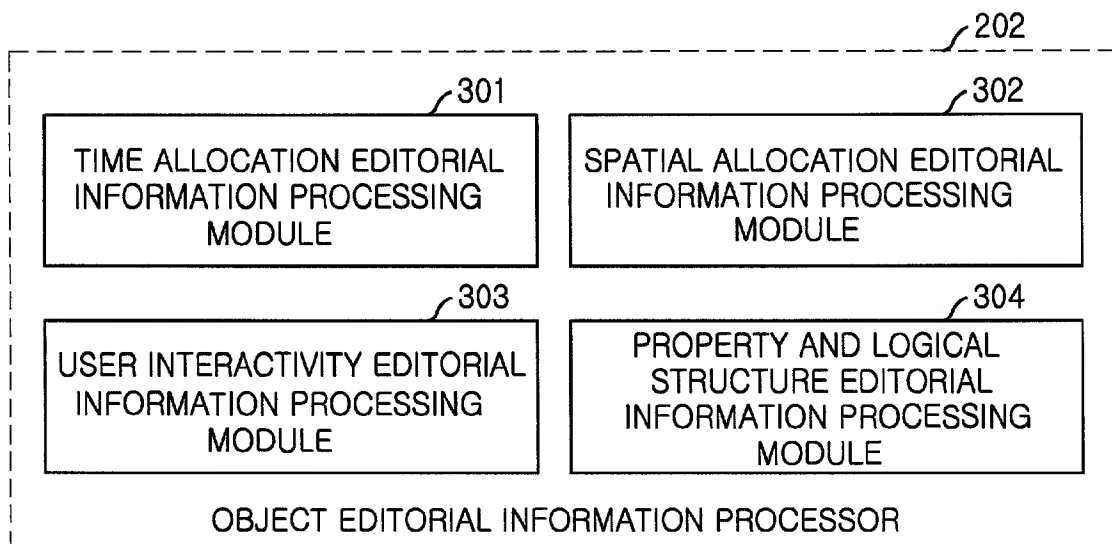 202
301
TIME ALLOCATION EDITORIAL
INFORMATION PROCESSING
MODULE
302
SPATIAL ALLOCATION EDITORIAL
INFORMATION PROCESSING
MODULE
303
USER INTERACTIVITY EDITORIAL
INFORMATION PROCESSING
MODULE
304
PROPERTY AND LOGICAL
STRUCTURE EDITORIAL
INFORMATION PROCESSING
MODULE
OBJECT EDITORIAL INFORMATION PROCESSOR